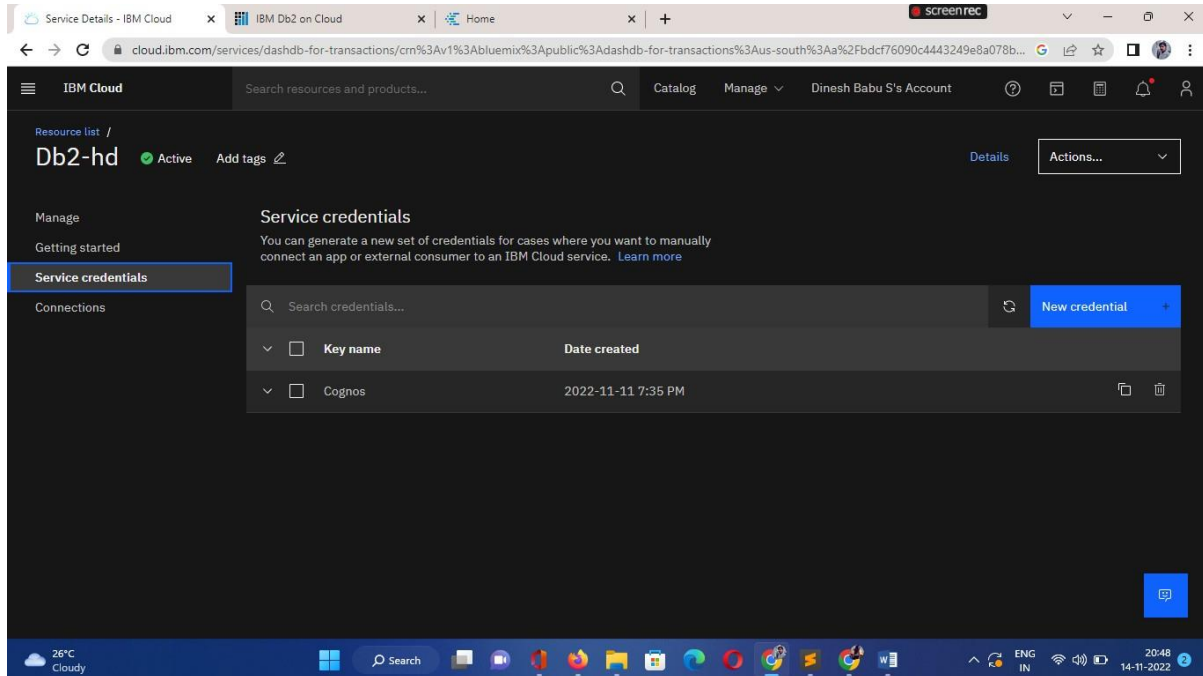 Service Details - IBM Cloud
IBM Db2 on Cloud
Home
screenrec
cloud.ibm.com/services/dashdb-for-transactions/crn%3Av1%3Abluemix%3Apublic%3Adashdb-for-transactions%3Aus-south%3Aa%2Fbdcf76090c4443249e8a078b...
IBM Cloud
Search resources and products...
Catalog
Manage
Dinesh Babu S's Account
Resource list /
Db2-hd
Active
Add tags
Details
Actions...
Manage
Getting started
Service credentials
Connections
Service credentials
You can generate a new set of credentials for cases where you want to manually
connect an app or external consumer to an IBM Cloud service. Learn more
Search credentials...
New credential +
Key name
Date created
Cognos
2022-11-11 7:35 PM
26°C
Cloudy
Search
ENG
IN
20:48
14-11-2022
2